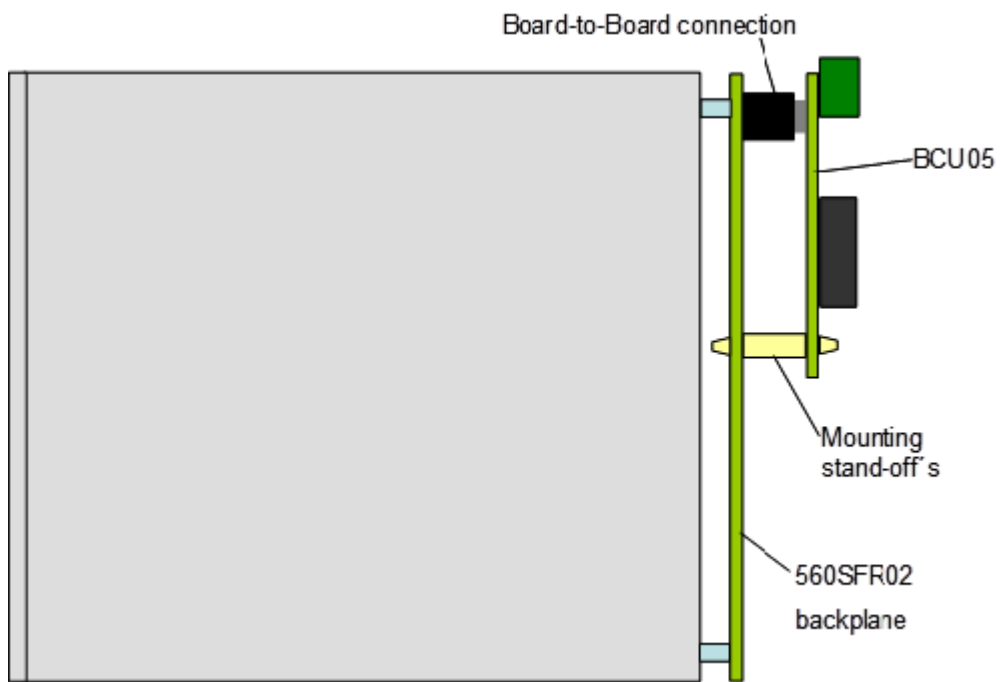 Board-to-Board connection
BCU05
Mounting
stand-off´s
560SFR02
backplane